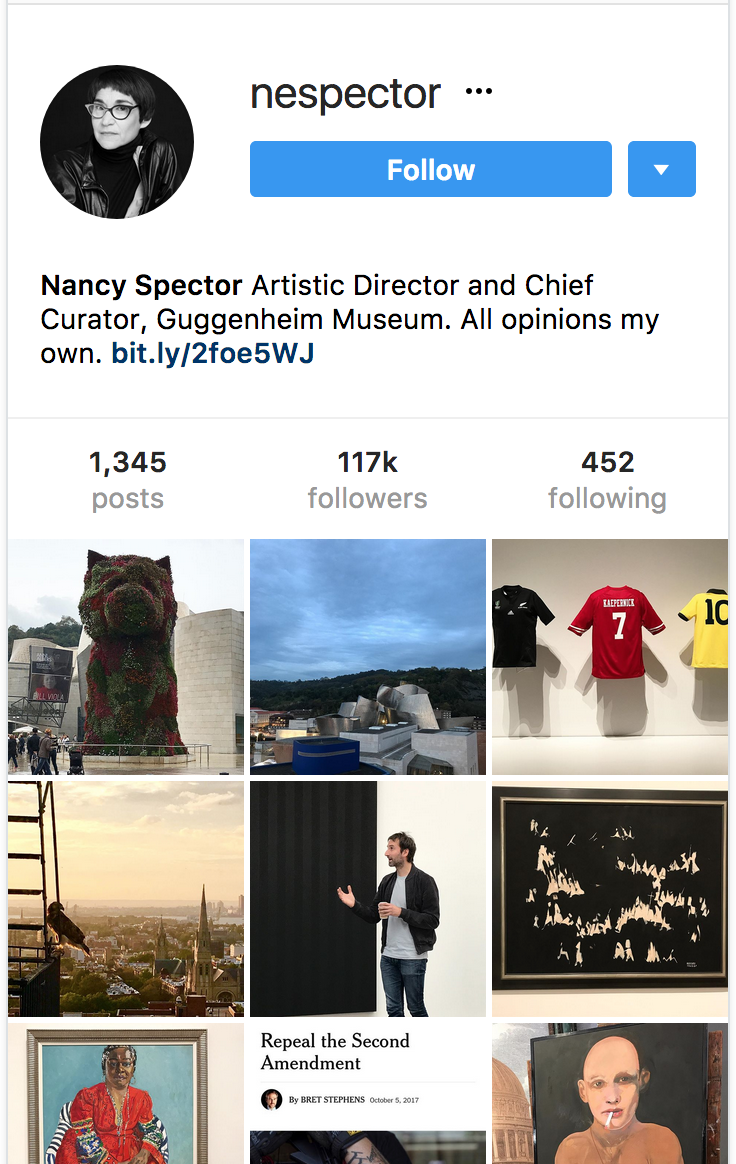 nespector ...
Follow
Nancy Spector Artistic Director and Chief
Curator, Guggenheim Museum. All opinions my
own. bit.ly/2foe5WJ
1,345 117k 452
posts followers following
BILL VIOLA
KAEPERNICK
7
10
Repeal the Second
Amendment
By BRET STEPHENS October 5, 2017